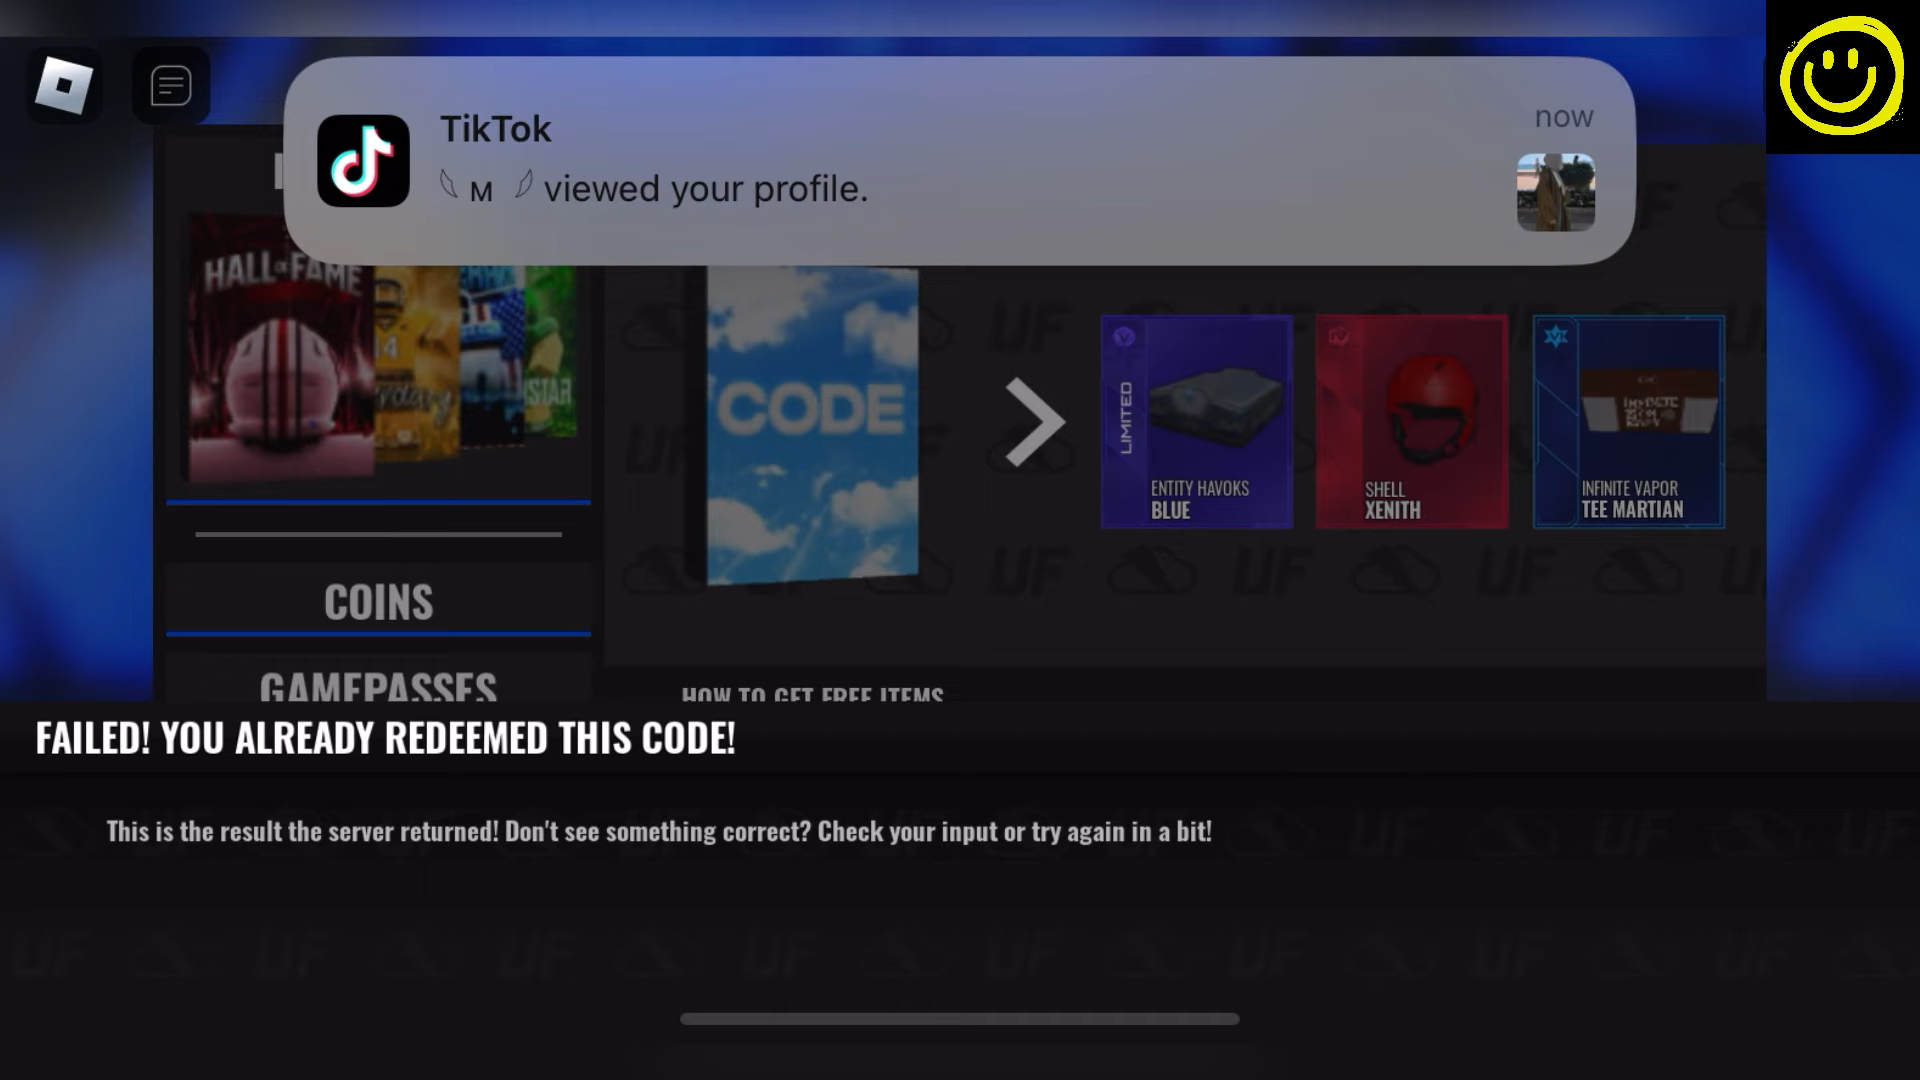 TikTok
now
M viewed your profile.
HALL OF FAME
CODE
LIMITED
ENTITY HAVOKS
BLUE
SHELL
XENITH
INFINITE VAPOR
TEE MARTIAN
COINS
GAMEPASSES
HOW TO GET FREE ITEMS
FAILED! YOU ALREADY REDEEMED THIS CODE!
This is the result the server returned! Don't see something correct? Check your input or try again in a bit!
UF